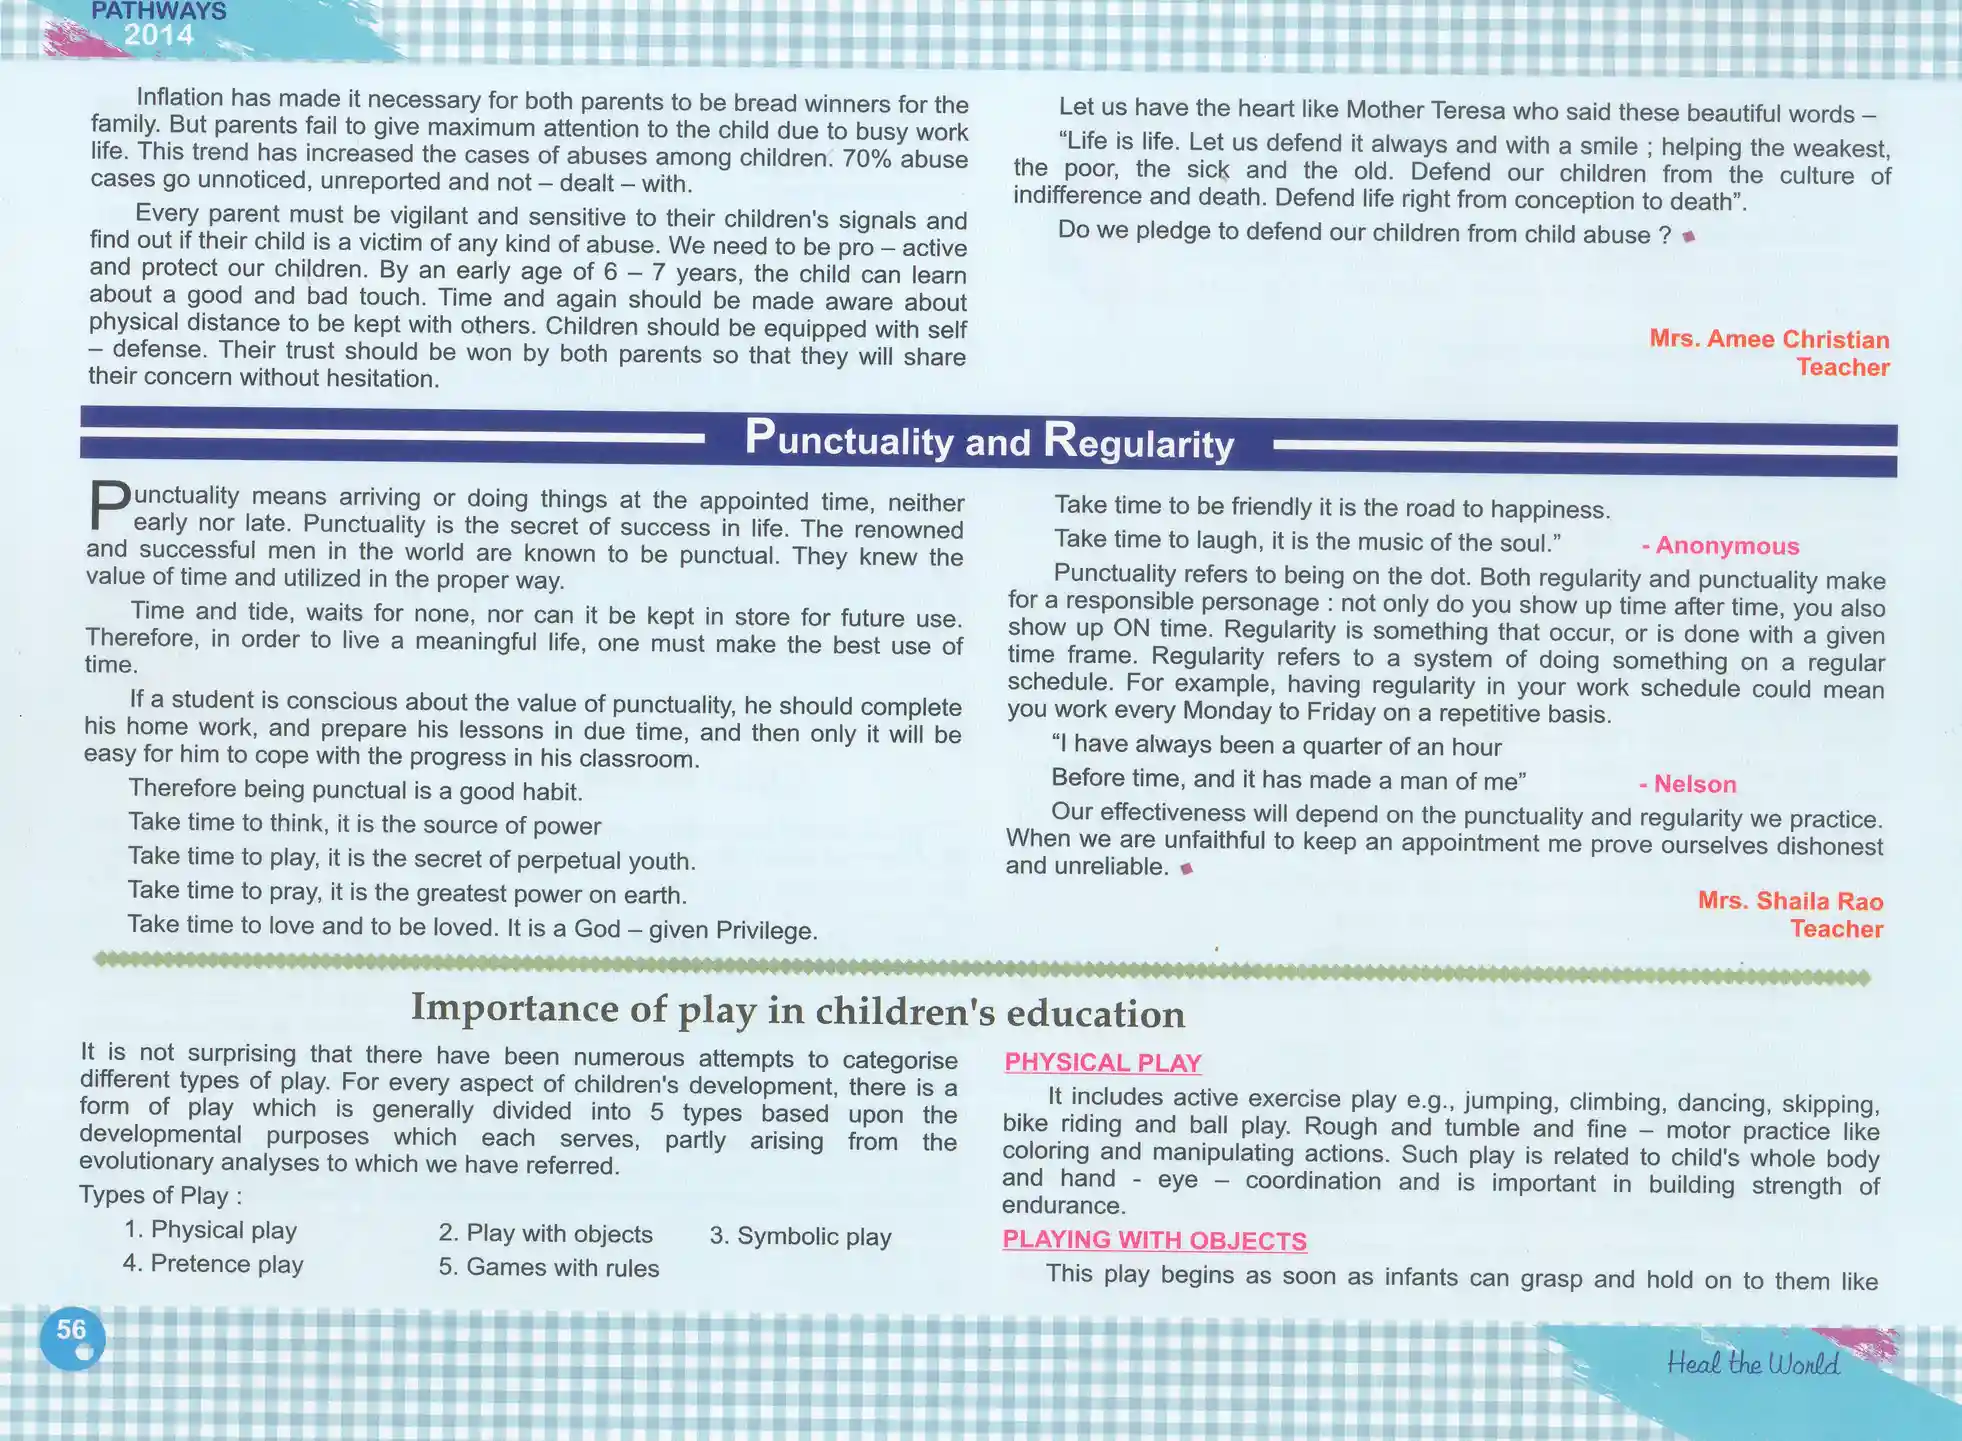 PATHWAYS
2014
Inflation has made it necessary for both parents to be bread winners for the
family. But parents fail to give maximum attention to the child due to busy work
life. This trend has increased the cases of abuses among children. 70% abuse
cases go unnoticed, unreported and not – dealt – with.
Every parent must be vigilant and sensitive to their children's signals and
find out if their child is a victim of any kind of abuse. We need to be pro – active
and protect our children. By an early age of 6 – 7 years, the child can learn
about a good and bad touch. Time and again should be made aware about
physical distance to be kept with others. Children should be equipped with self
– defense. Their trust should be won by both parents so that they will share
their concern without hesitation.
Let us have the heart like Mother Teresa who said these beautiful words –
“Life is life. Let us defend it always and with a smile ; helping the weakest,
the poor, the sick and the old. Defend our children from the culture of
indifference and death. Defend life right from conception to death”.
Do we pledge to defend our children from child abuse ?
Mrs. Amee Christian
Teacher
Punctuality and Regularity
Punctuality means arriving or doing things at the appointed time, neither
early nor late. Punctuality is the secret of success in life. The renowned
and successful men in the world are known to be punctual. They knew the
value of time and utilized in the proper way.
Time and tide, waits for none, nor can it be kept in store for future use.
Therefore, in order to live a meaningful life, one must make the best use of
time.
If a student is conscious about the value of punctuality, he should complete
his home work, and prepare his lessons in due time, and then only it will be
easy for him to cope with the progress in his classroom.
Therefore being punctual is a good habit.
Take time to think, it is the source of power
Take time to play, it is the secret of perpetual youth.
Take time to pray, it is the greatest power on earth.
Take time to love and to be loved. It is a God – given Privilege.
Take time to be friendly it is the road to happiness.
Take time to laugh, it is the music of the soul.” - Anonymous
Punctuality refers to being on the dot. Both regularity and punctuality make
for a responsible personage : not only do you show up time after time, you also
show up ON time. Regularity is something that occur, or is done with a given
time frame. Regularity refers to a system of doing something on a regular
schedule. For example, having regularity in your work schedule could mean
you work every Monday to Friday on a repetitive basis.
“I have always been a quarter of an hour
Before time, and it has made a man of me” - Nelson
Our effectiveness will depend on the punctuality and regularity we practice.
When we are unfaithful to keep an appointment me prove ourselves dishonest
and unreliable.
Mrs. Shaila Rao
Teacher
Importance of play in children's education
It is not surprising that there have been numerous attempts to categorise
different types of play. For every aspect of children's development, there is a
form of play which is generally divided into 5 types based upon the
developmental purposes which each serves, partly arising from the
evolutionary analyses to which we have referred.
Types of Play :
1. Physical play 2. Play with objects 3. Symbolic play
4. Pretence play 5. Games with rules
PHYSICAL PLAY
It includes active exercise play e.g., jumping, climbing, dancing, skipping,
bike riding and ball play. Rough and tumble and fine – motor practice like
coloring and manipulating actions. Such play is related to child's whole body
and hand - eye – coordination and is important in building strength of
endurance.
PLAYING WITH OBJECTS
This play begins as soon as infants can grasp and hold on to them like
56
Heal the World